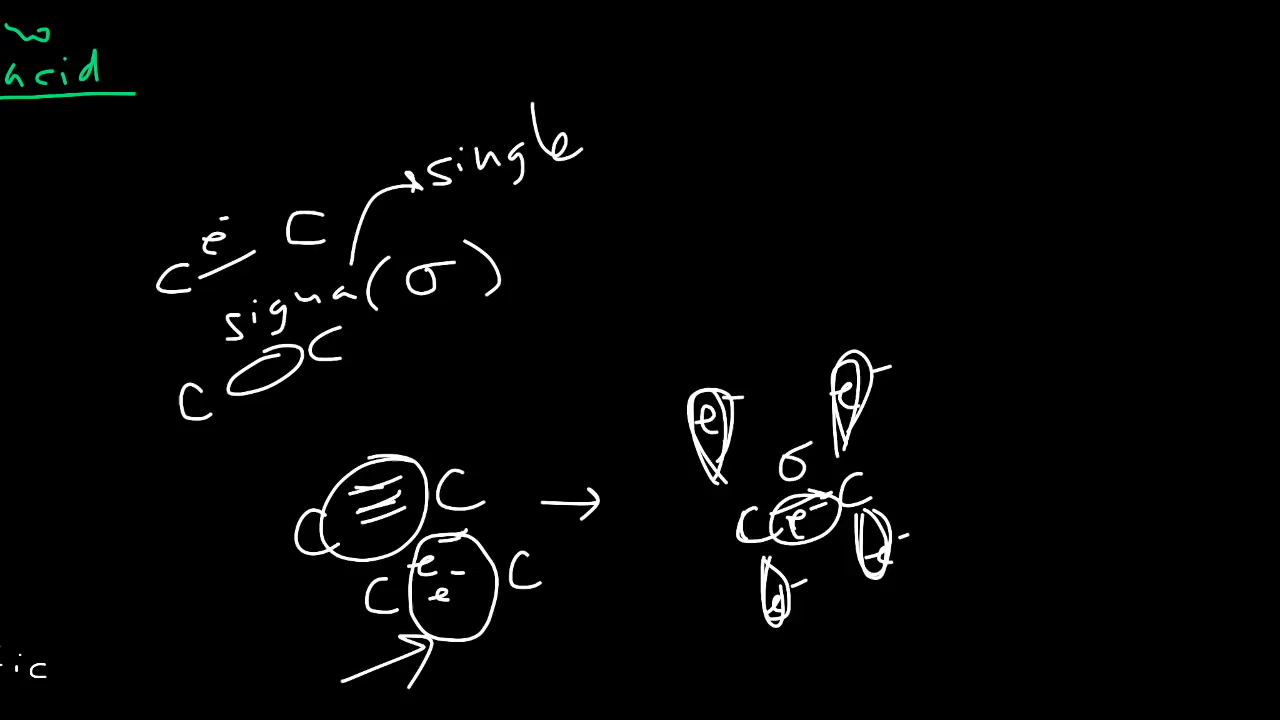 acid
single
C e⁻ C
sigma (σ)
C C
C C
C e⁻ e C
→
e⁻ e⁻
σ
C e⁻ C
e⁻ e⁻
ic